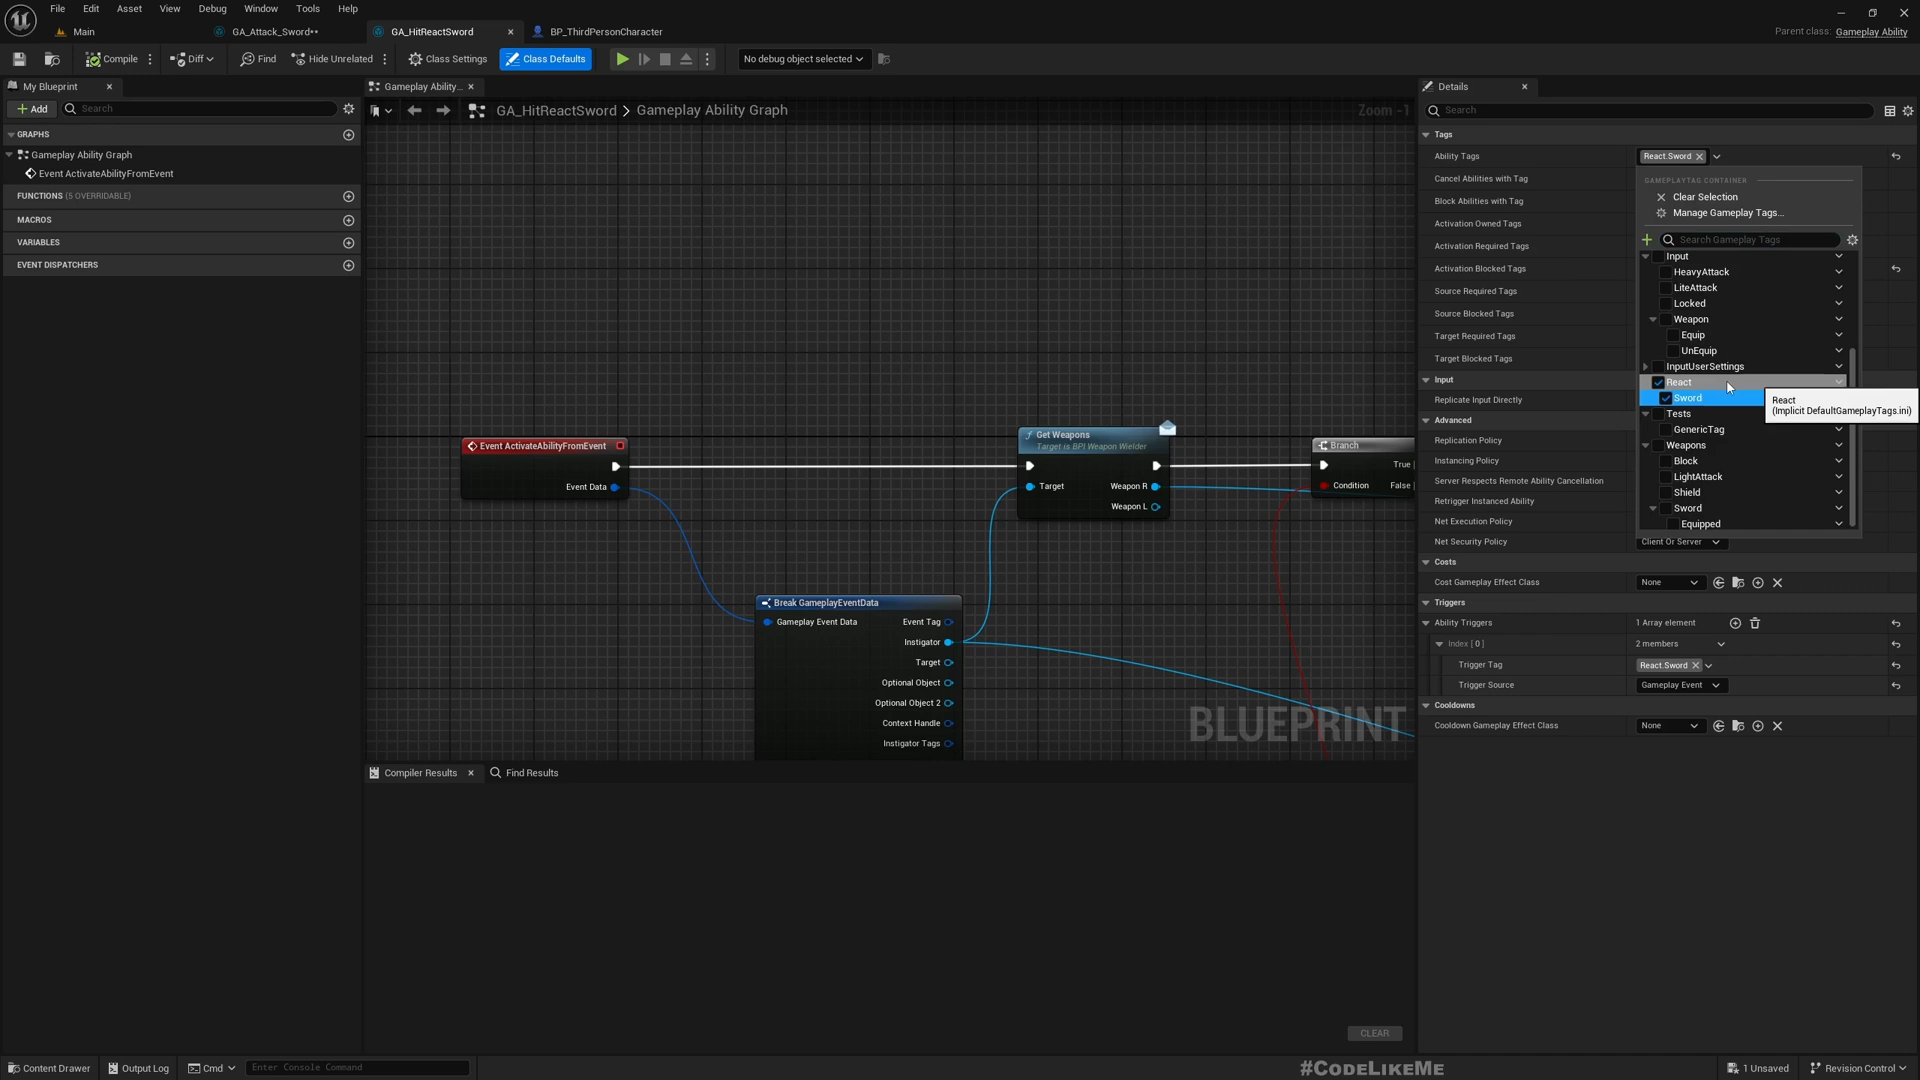 File Edit Asset View Debug Window Tools Help
Main GA_Attack_Sword** GA_HitReactSword BP_ThirdPersonCharacter
Parent class: Gameplay Ability
Compile Diff Find Hide Unrelated Class Settings Class Defaults No debug object selected
My Blueprint
Add Search
GRAPHS
Gameplay Ability Graph
Event ActivateAbilityFromEvent
FUNCTIONS (5 OVERRIDABLE)
MACROS
VARIABLES
EVENT DISPATCHERS
Gameplay Ability...
GA_HitReactSword > Gameplay Ability Graph
Zoom -1
Event ActivateAbilityFromEvent
Event Data
Get Weapons
Target is BPI Weapon Wielder
Target
Weapon R
Weapon L
Branch
True
Condition
False
Break GameplayEventData
Gameplay Event Data
Event Tag
Instigator
Target
Optional Object
Optional Object 2
Context Handle
Instigator Tags
BLUEPRINT
Compiler Results Find Results
CLEAR
Details
Search
Tags
Ability Tags React.Sword
Cancel Abilities with Tag
Block Abilities with Tag
Activation Owned Tags
Activation Required Tags
Activation Blocked Tags
Source Required Tags
Source Blocked Tags
Target Required Tags
Target Blocked Tags
Input
Replicate Input Directly
Advanced
Replication Policy
Instancing Policy
Server Respects Remote Ability Cancellation
Retrigger Instanced Ability
Net Execution Policy
Net Security Policy Client Or Server
Costs
Cost Gameplay Effect Class None
Triggers
Ability Triggers 1 Array element
Index [ 0 ] 2 members
Trigger Tag React.Sword
Trigger Source Gameplay Event
Cooldowns
Cooldown Gameplay Effect Class None
GAMEPLAYTAG CONTAINER
Clear Selection
Manage Gameplay Tags...
Search Gameplay Tags
Input
HeavyAttack
LiteAttack
Locked
Weapon
Equip
UnEquip
InputUserSettings
React
Sword
Tests
GenericTag
Weapons
Block
LightAttack
Shield
Sword
Equipped
React
(Implicit DefaultGameplayTags.ini)
Content Drawer Output Log Cmd Enter Console Command
#CodeLikeMe
1 Unsaved Revision Control